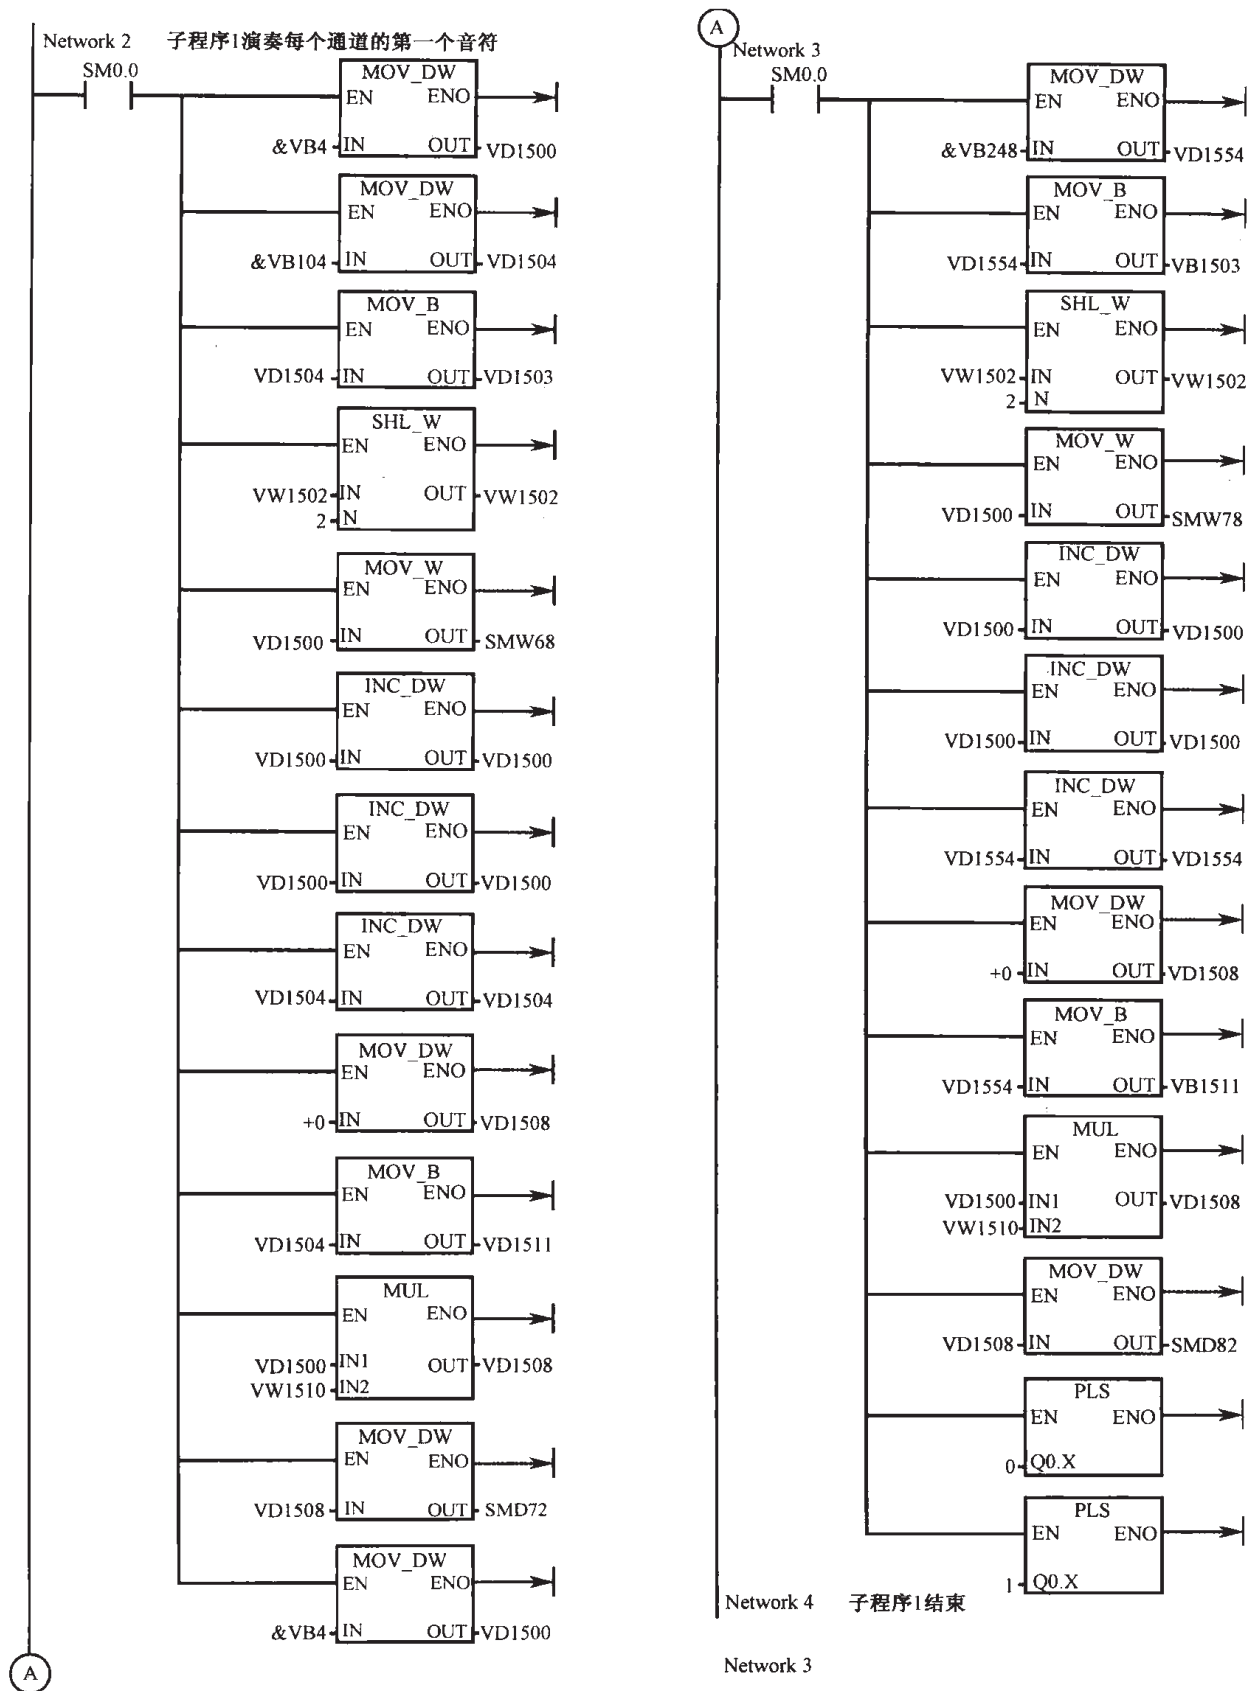 Network 2 子程序1演奏每个通道的第一个音符
SM0.0
MOV_DW
EN ENO
&VB4 IN OUT VD1500
MOV_DW
EN ENO
&VB104 IN OUT VD1504
MOV_B
EN ENO
VD1504 IN OUT VD1503
SHL_W
EN ENO
VW1502 IN OUT VW1502
2 N
MOV_W
EN ENO
VD1500 IN OUT SMW68
INC_DW
EN ENO
VD1500 IN OUT VD1500
INC_DW
EN ENO
VD1500 IN OUT VD1500
INC_DW
EN ENO
VD1504 IN OUT VD1504
MOV_DW
EN ENO
+0 IN OUT VD1508
MOV_B
EN ENO
VD1504 IN OUT VD1511
MUL
EN ENO
VD1500 IN1 OUT VD1508
VW1510 IN2
MOV_DW
EN ENO
VD1508 IN OUT SMD72
MOV_DW
EN ENO
&VB4 IN OUT VD1500
A
A
Network 3
SM0.0
MOV_DW
EN ENO
&VB248 IN OUT VD1554
MOV_B
EN ENO
VD1554 IN OUT VB1503
SHL_W
EN ENO
VW1502 IN OUT VW1502
2 N
MOV_W
EN ENO
VD1500 IN OUT SMW78
INC_DW
EN ENO
VD1500 IN OUT VD1500
INC_DW
EN ENO
VD1500 IN OUT VD1500
INC_DW
EN ENO
VD1554 IN OUT VD1554
MOV_DW
EN ENO
+0 IN OUT VD1508
MOV_B
EN ENO
VD1554 IN OUT VB1511
MUL
EN ENO
VD1500 IN1 OUT VD1508
VW1510 IN2
MOV_DW
EN ENO
VD1508 IN OUT SMD82
PLS
EN ENO
0 Q0.X
PLS
EN ENO
1 Q0.X
Network 4 子程序1结束
Network 3